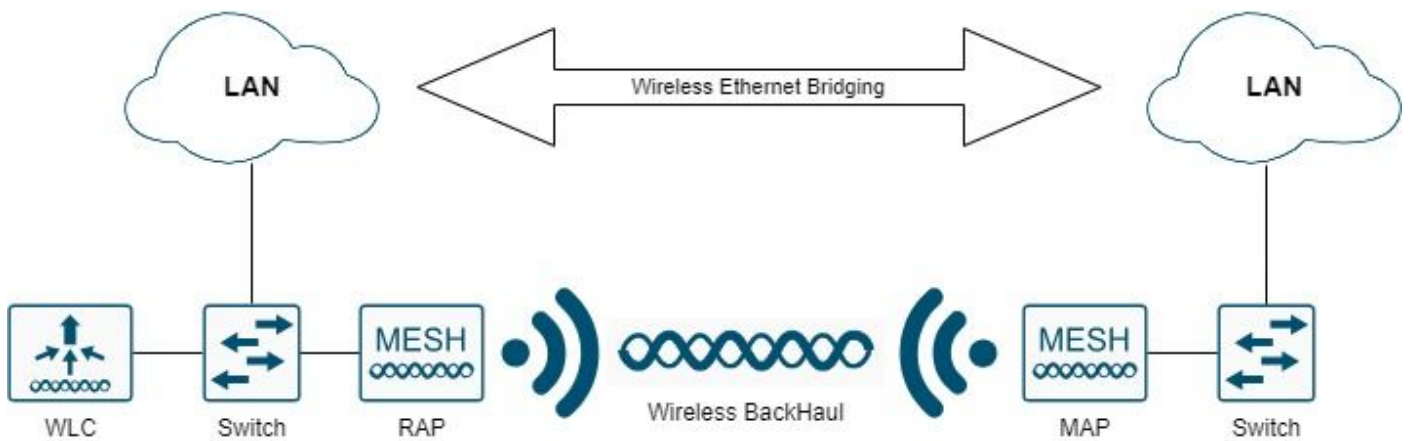 LAN
Wireless Ethernet Bridging
LAN
MESH
MESH
Wireless BackHaul
WLC
Switch
RAP
MAP
Switch